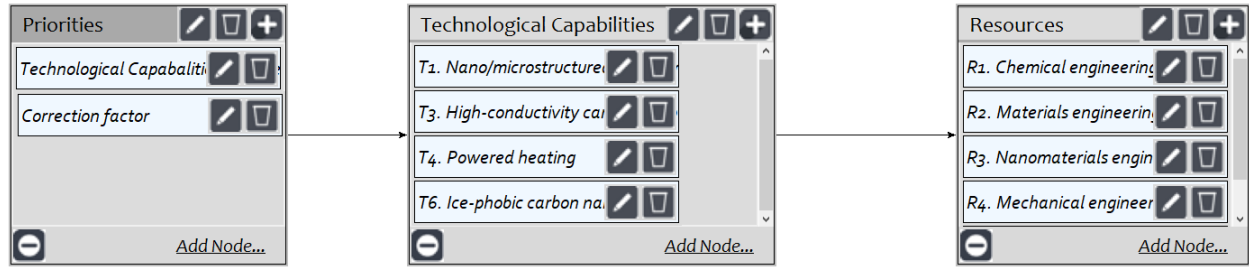 Priorities
Technological Capabaliti
Correction factor
Add Node...
Technological Capabilities
T1. Nano/microstructure
T3. High-conductivity ca
T4. Powered heating
T6. Ice-phobic carbon na
Add Node...
Resources
R1. Chemical engineering
R2. Materials engineering
R3. Nanomaterials engin
R4. Mechanical engineer
Add Node...